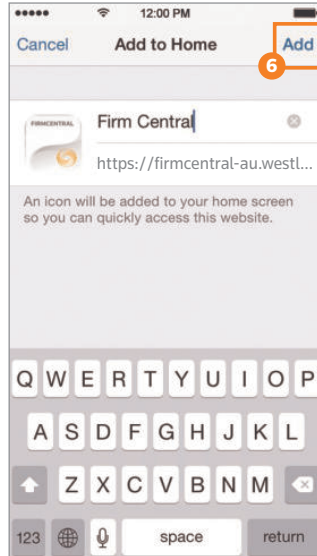 12:00 PM
Cancel Add to Home Add
6
FIRMCENTRAL
Firm Central
https://firmcentral-au.westl...
An icon will be added to your home screen
so you can quickly access this website.
Q W E R T Y U I O P
A S D F G H J K L
Z X C V B N M
123 space return